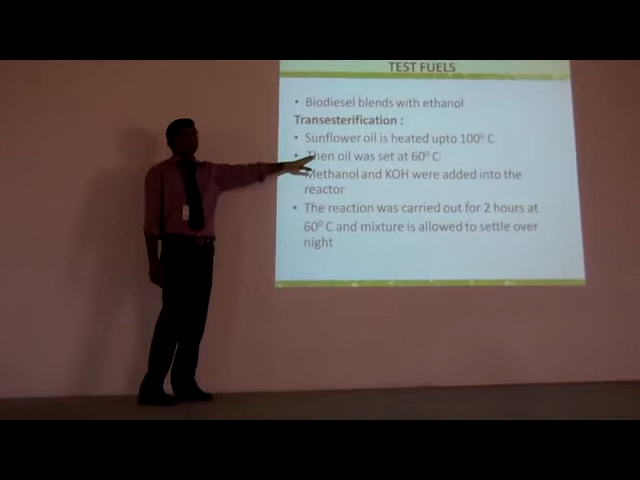 TEST FUELS
• Biodiesel blends with ethanol
Transesterification :
• Sunflower oil is heated upto 100⁰ C
• Then oil was set at 60⁰ C
Methanol and KOH were added into the
reactor
• The reaction was carried out for 2 hours at
60⁰ C and mixture is allowed to settle over
night